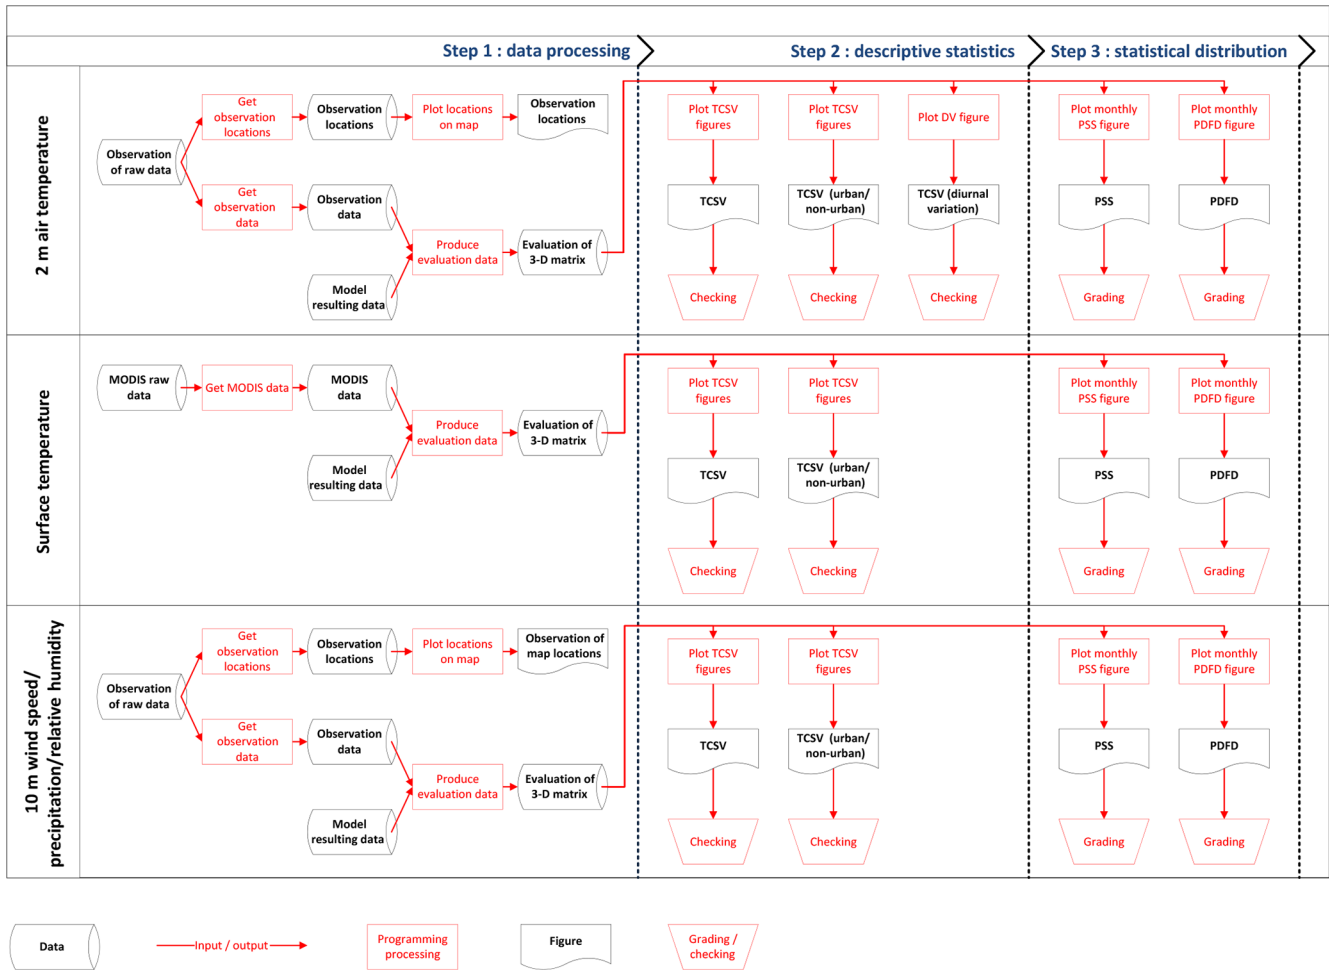 Step 1 : data processing
Step 2 : descriptive statistics
Step 3 : statistical distribution
2 m air temperature
Observation
of raw data
Get
observation
locations
Observation
locations
Plot locations
on map
Observation
locations
Get
observation
data
Observation
data
Model
resulting data
Produce
evaluation data
Evaluation of
3-D matrix
Plot TCSV
figures
Plot TCSV
figures
Plot DV figure
Plot monthly
PSS figure
Plot monthly
PDFD figure
TCSV
TCSV (urban/
non-urban)
TCSV (diurnal
variation)
PSS
PDFD
Checking
Checking
Checking
Grading
Grading
Surface temperature
MODIS raw
data
Get MODIS data
MODIS
data
Model
resulting data
Produce
evaluation data
Evaluation of
3-D matrix
Plot TCSV
figures
Plot TCSV
figures
Plot monthly
PSS figure
Plot monthly
PDFD figure
TCSV
TCSV (urban/
non-urban)
PSS
PDFD
Checking
Checking
Grading
Grading
10 m wind speed/
precipitation/relative humidity
Observation
of raw data
Get
observation
locations
Observation
locations
Plot locations
on map
Observation of
map locations
Get
observation
data
Observation
data
Model
resulting data
Produce
evaluation data
Evaluation of
3-D matrix
Plot TCSV
figures
Plot TCSV
figures
Plot monthly
PSS figure
Plot monthly
PDFD figure
TCSV
TCSV (urban/
non-urban)
PSS
PDFD
Checking
Checking
Grading
Grading
Data
Input / output
Programming
processing
Figure
Grading /
checking